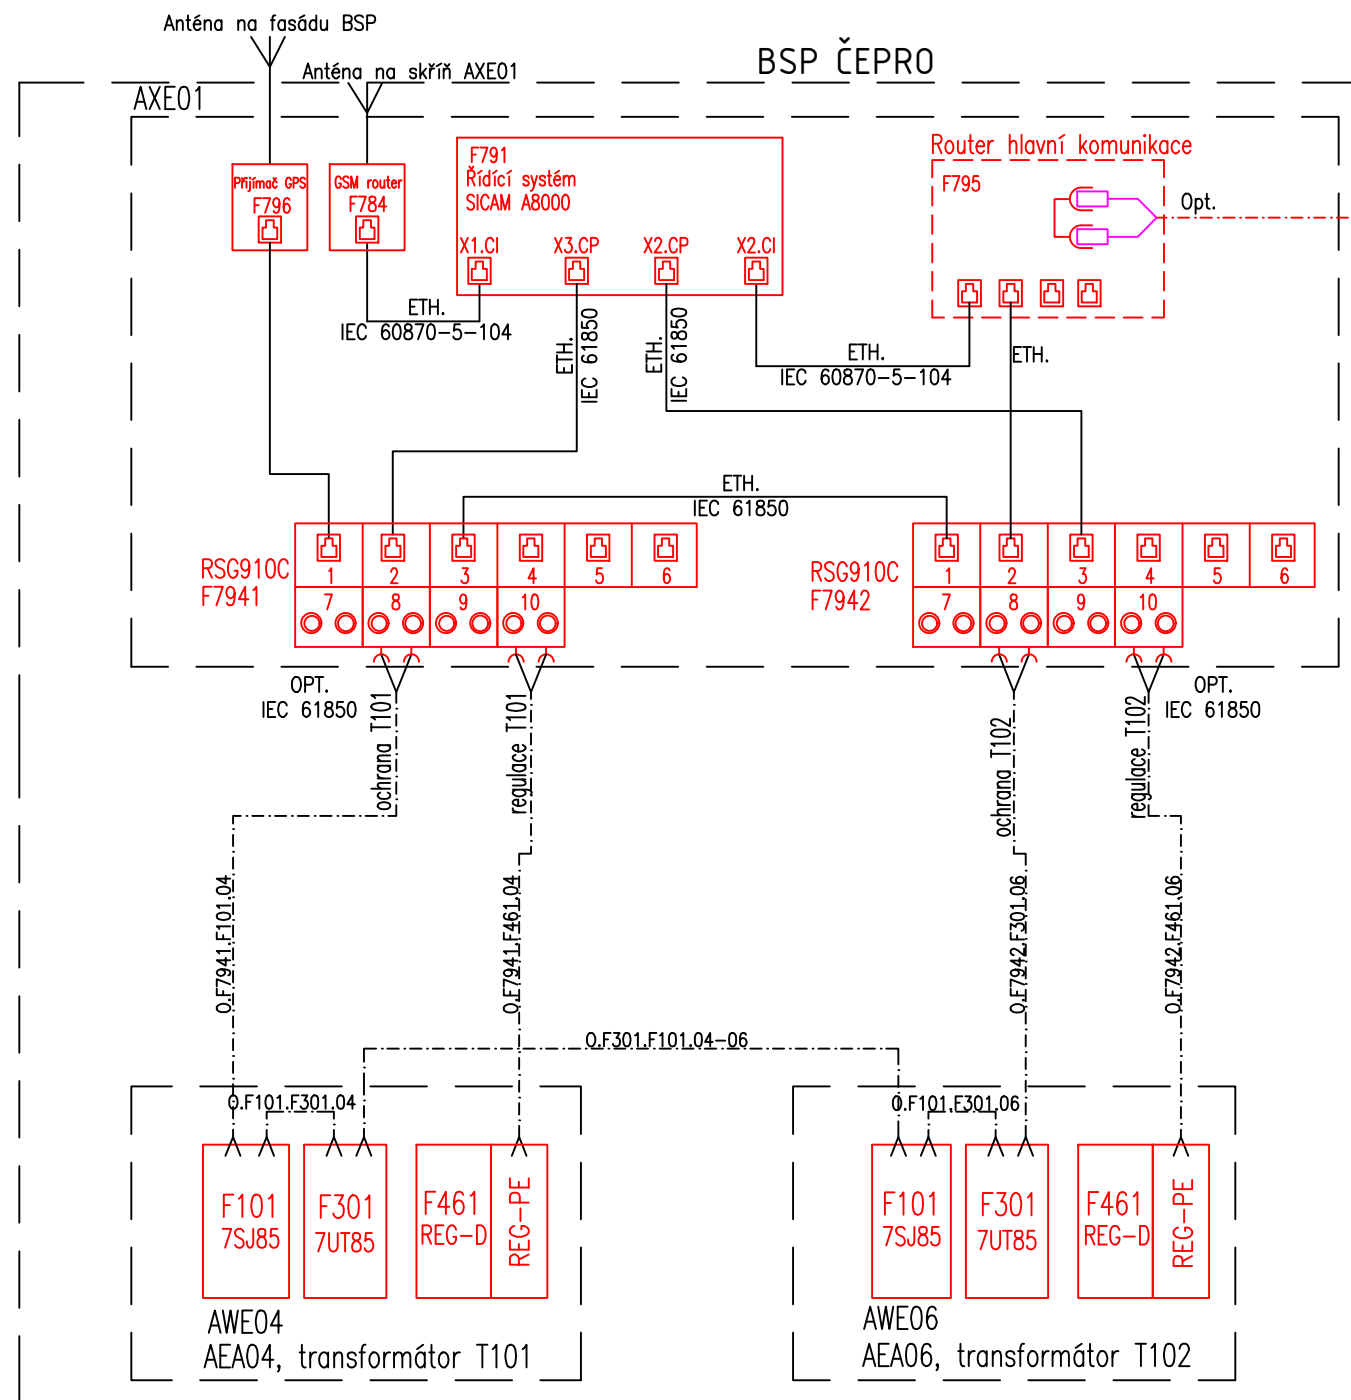 Anténa na fasádu BSP
BSP ČEPRO
Anténa na skříň AXE01
AXE01
Přijímač GPS
F796
GSM router
F784
F791
Řídící systém
SICAM A8000
X1.CI
X3.CP
X2.CP
X2.CI
Router hlavní komunikace
F795
Opt.
ETH.
IEC 60870-5-104
ETH.
IEC 61850
ETH.
IEC 61850
ETH.
IEC 60870-5-104
ETH.
ETH.
IEC 61850
RSG910C
F7941
1
2
3
4
5
6
7
8
9
10
RSG910C
F7942
1
2
3
4
5
6
7
8
9
10
OPT.
IEC 61850
ochrana T101
regulace T101
ochrana T102
regulace T102
OPT.
IEC 61850
O.F7941.F101.04
O.F7941.F461.04
O.F7942.F301.06
O.F7942.F461.06
O.F301.F101.04-06
O.F101.F301.04
O.F101.F301.06
F101
7SJ85
F301
7UT85
F461
REG-D
REG-PE
F101
7SJ85
F301
7UT85
F461
REG-D
REG-PE
AWE04
AEA04, transformátor T101
AWE06
AEA06, transformátor T102